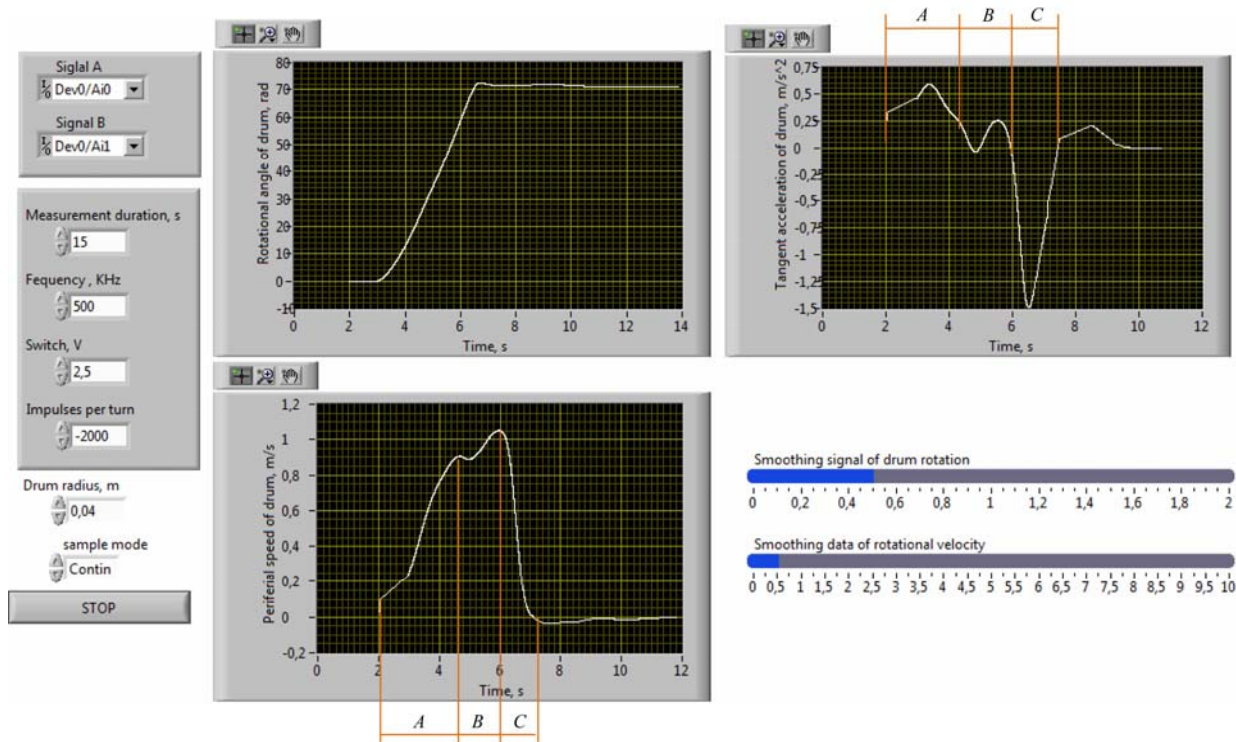 Siglal A
Dev0/Ai0
Signal B
Dev0/Ai1
Measurement duration, s
15
Fequency , KHz
500
Switch, V
2,5
Impulses per turn
-2000
Drum radius, m
0,04
sample mode
Contin
STOP
Rotational angle of drum, rad
80
70
60
50
40
30
20
10
0
-10
0 2 4 6 8 10 12 14
Time, s
A B C
Tangent acceleration of drum, m/s^2
0,75
0,5
0,25
0
-0,25
-0,5
-0,75
-1
-1,25
-1,5
0 2 4 6 8 10 12
Time, s
Periferial speed of drum, m/s
1,2
1
0,8
0,6
0,4
0,2
0
-0,2
0 2 4 6 8 10 12
Time, s
A B C
Smoothing signal of drum rotation
0 0,2 0,4 0,6 0,8 1 1,2 1,4 1,6 1,8 2
Smoothing data of rotational velocity
0 0,5 1 1,5 2 2,5 3 3,5 4 4,5 5 5,5 6 6,5 7 7,5 8 8,5 9 9,5 10